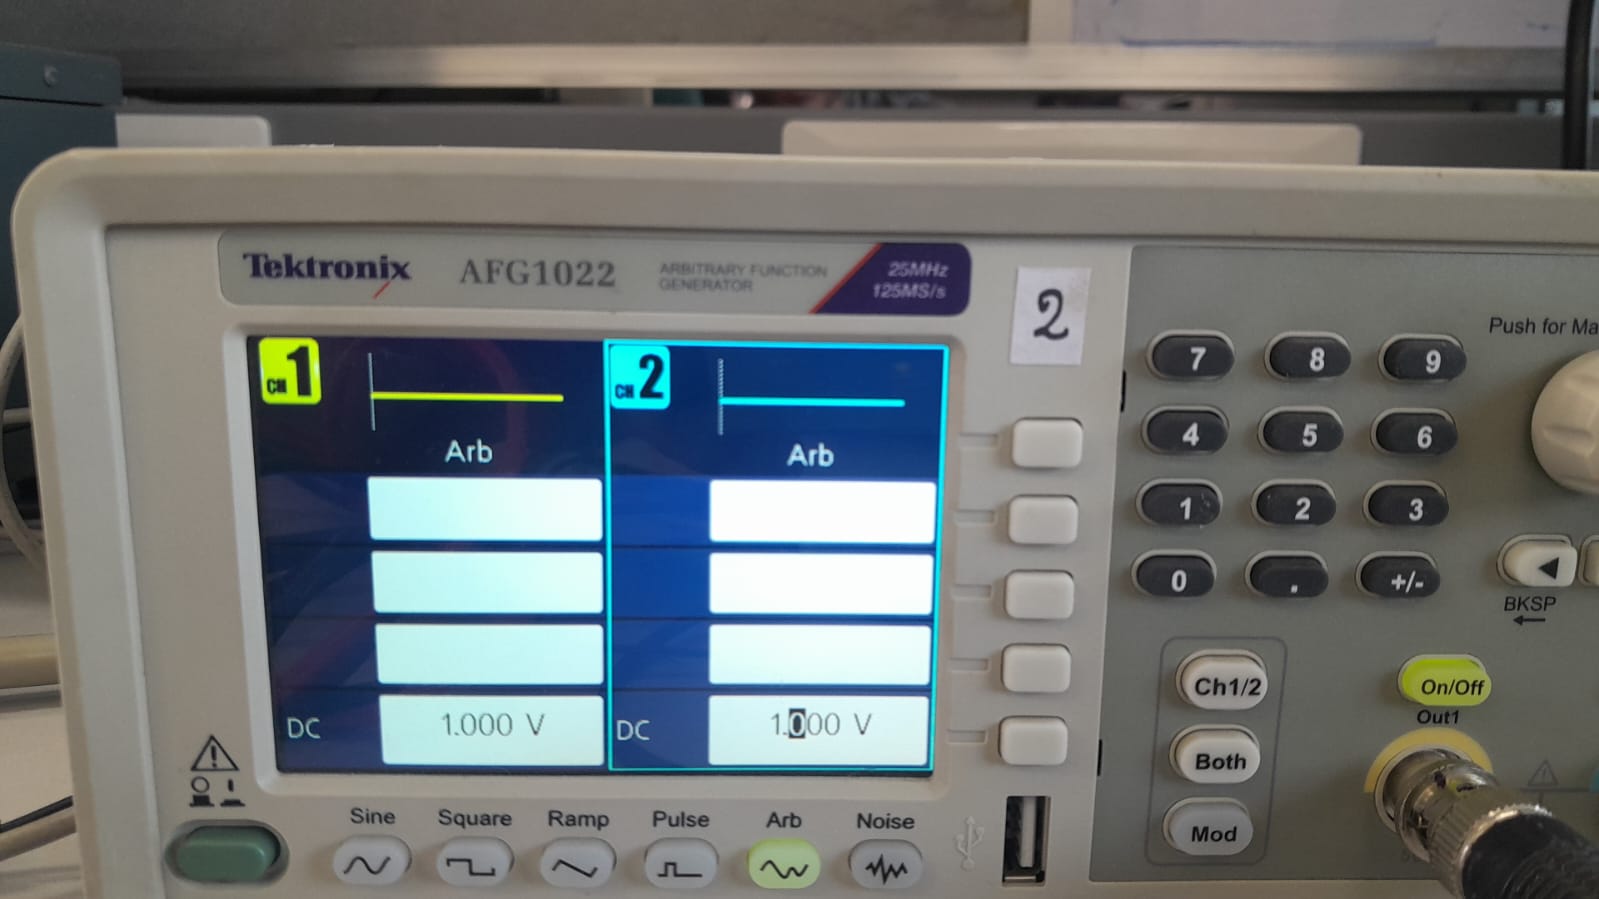 Tektronix AFG1022 ARBITRARY FUNCTION GENERATOR 25MHz 125MS/s
2
Push for Ma
CH 1
Arb
DC 1.000 V
CH 2
Arb
DC 1.000 V
7 8 9
4 5 6
1 2 3
0 . +/-
BKSP
Ch1/2
Both
Mod
On/Off
Out1
Sine Square Ramp Pulse Arb Noise